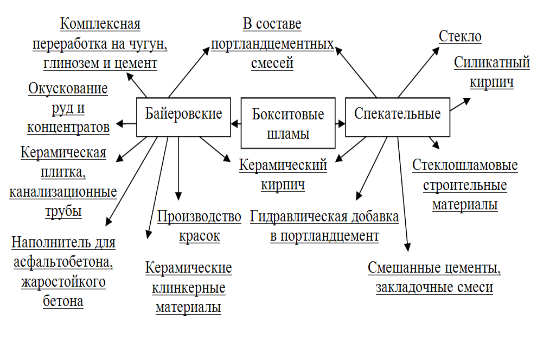 Комплексная
переработка на чугун,
глинозем и цемент
В составе
портландцементных
смесей
Стекло
Силикатный
кирпич
Окускование
руд и
концентратов
Байеровские
Бокситовые
шламы
Спекательные
Керамическая
плитка,
канализационные
трубы
Керамический
кирпич
Стеклошламовые
строительные
материалы
Производство
красок
Гидравлическая добавка
в портландцемент
Наполнитель для
асфальтобетона,
жаростойкого
бетона
Керамические
клинкерные
материалы
Смешанные цементы,
закладочные смеси